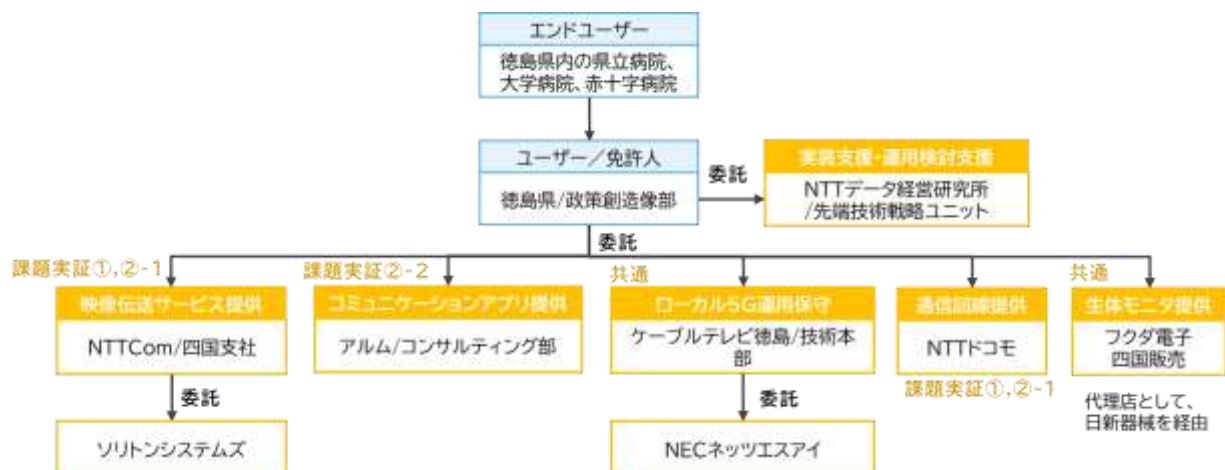 エンドユーザー
徳島県内の県立病院、
大学病院、赤十字病院
ユーザー／免許人
徳島県/政策創造像部
委託
実装支援・運用検討支援
NTTデータ経営研究所
/先端技術戦略ユニット
委託
課題実証①,②-1
映像伝送サービス提供
NTTCom/四国支社
委託
ソリトンシステムズ
課題実証②-2
コミュニケーションアプリ提供
アルム/コンサルティング部
共通
ローカル5G運用保守
ケーブルテレビ徳島/技術本
部
委託
NECネッツエスアイ
通信回線提供
NTTドコモ
課題実証①,②-1
共通
生体モニタ提供
フクダ電子
四国販売
代理店として、
日新器械を経由